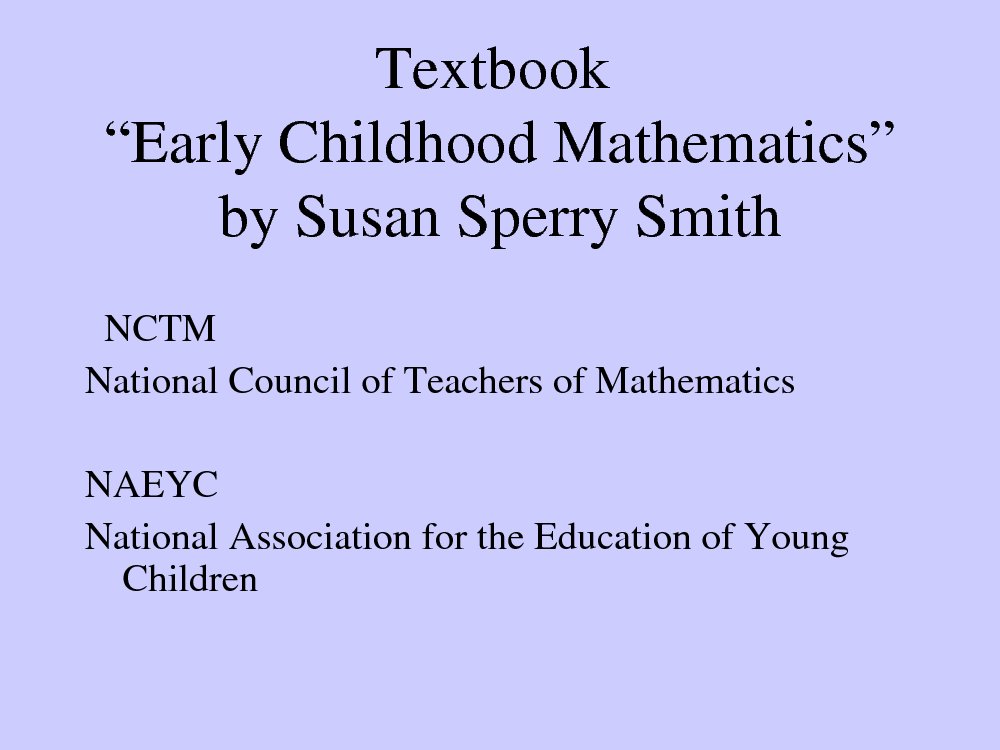 Textbook
“Early Childhood Mathematics”
by Susan Sperry Smith
NCTM
National Council of Teachers of Mathematics
NAEYC
National Association for the Education of Young
Children